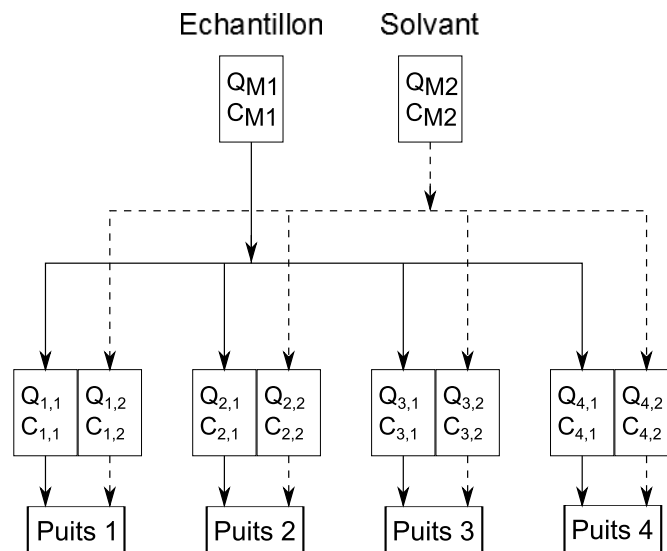 Echantillon Solvant
QM1 QM2
CM1 CM2
Q1,1 Q1,2 Q2,1 Q2,2 Q3,1 Q3,2 Q4,1 Q4,2
C1,1 C1,2 C2,1 C2,2 C3,1 C3,2 C4,1 C4,2
Puits 1 Puits 2 Puits 3 Puits 4